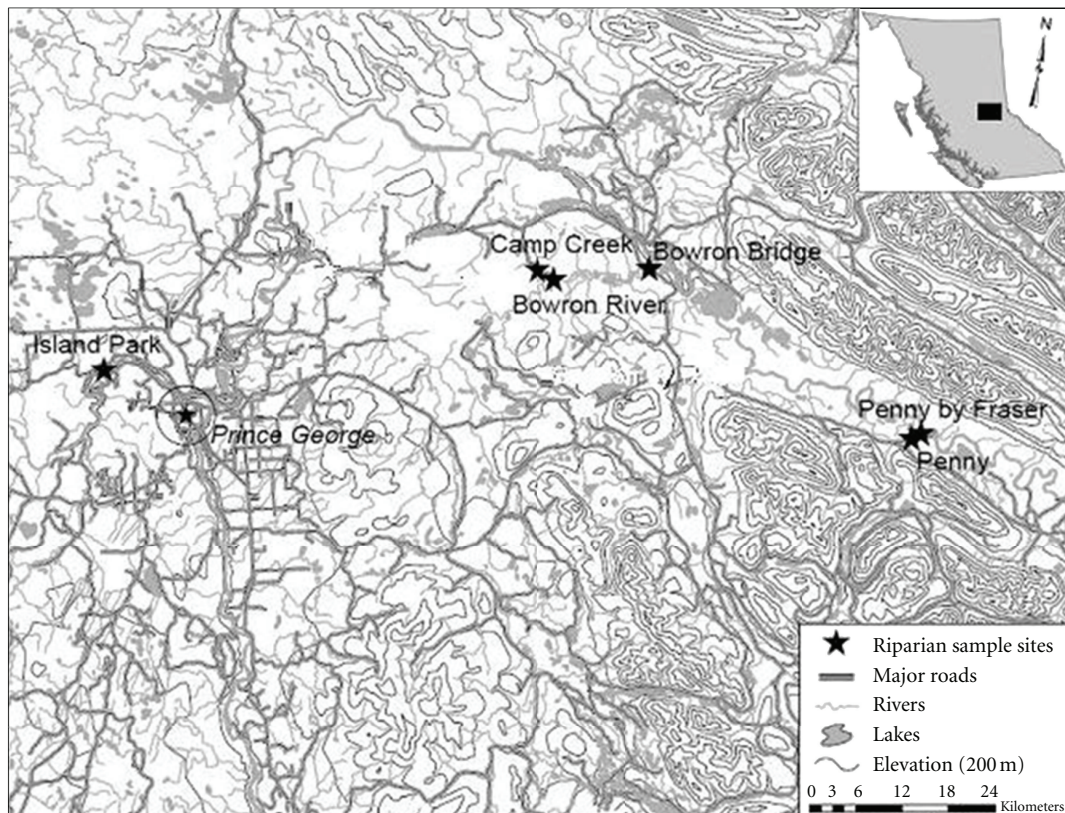 N
Camp Creek
Bowron Bridge
Bowron River
Island Park
Prince George
Penny by Fraser
Penny
Riparian sample sites
Major roads
Rivers
Lakes
Elevation (200 m)
0 3 6 12 18 24
Kilometers